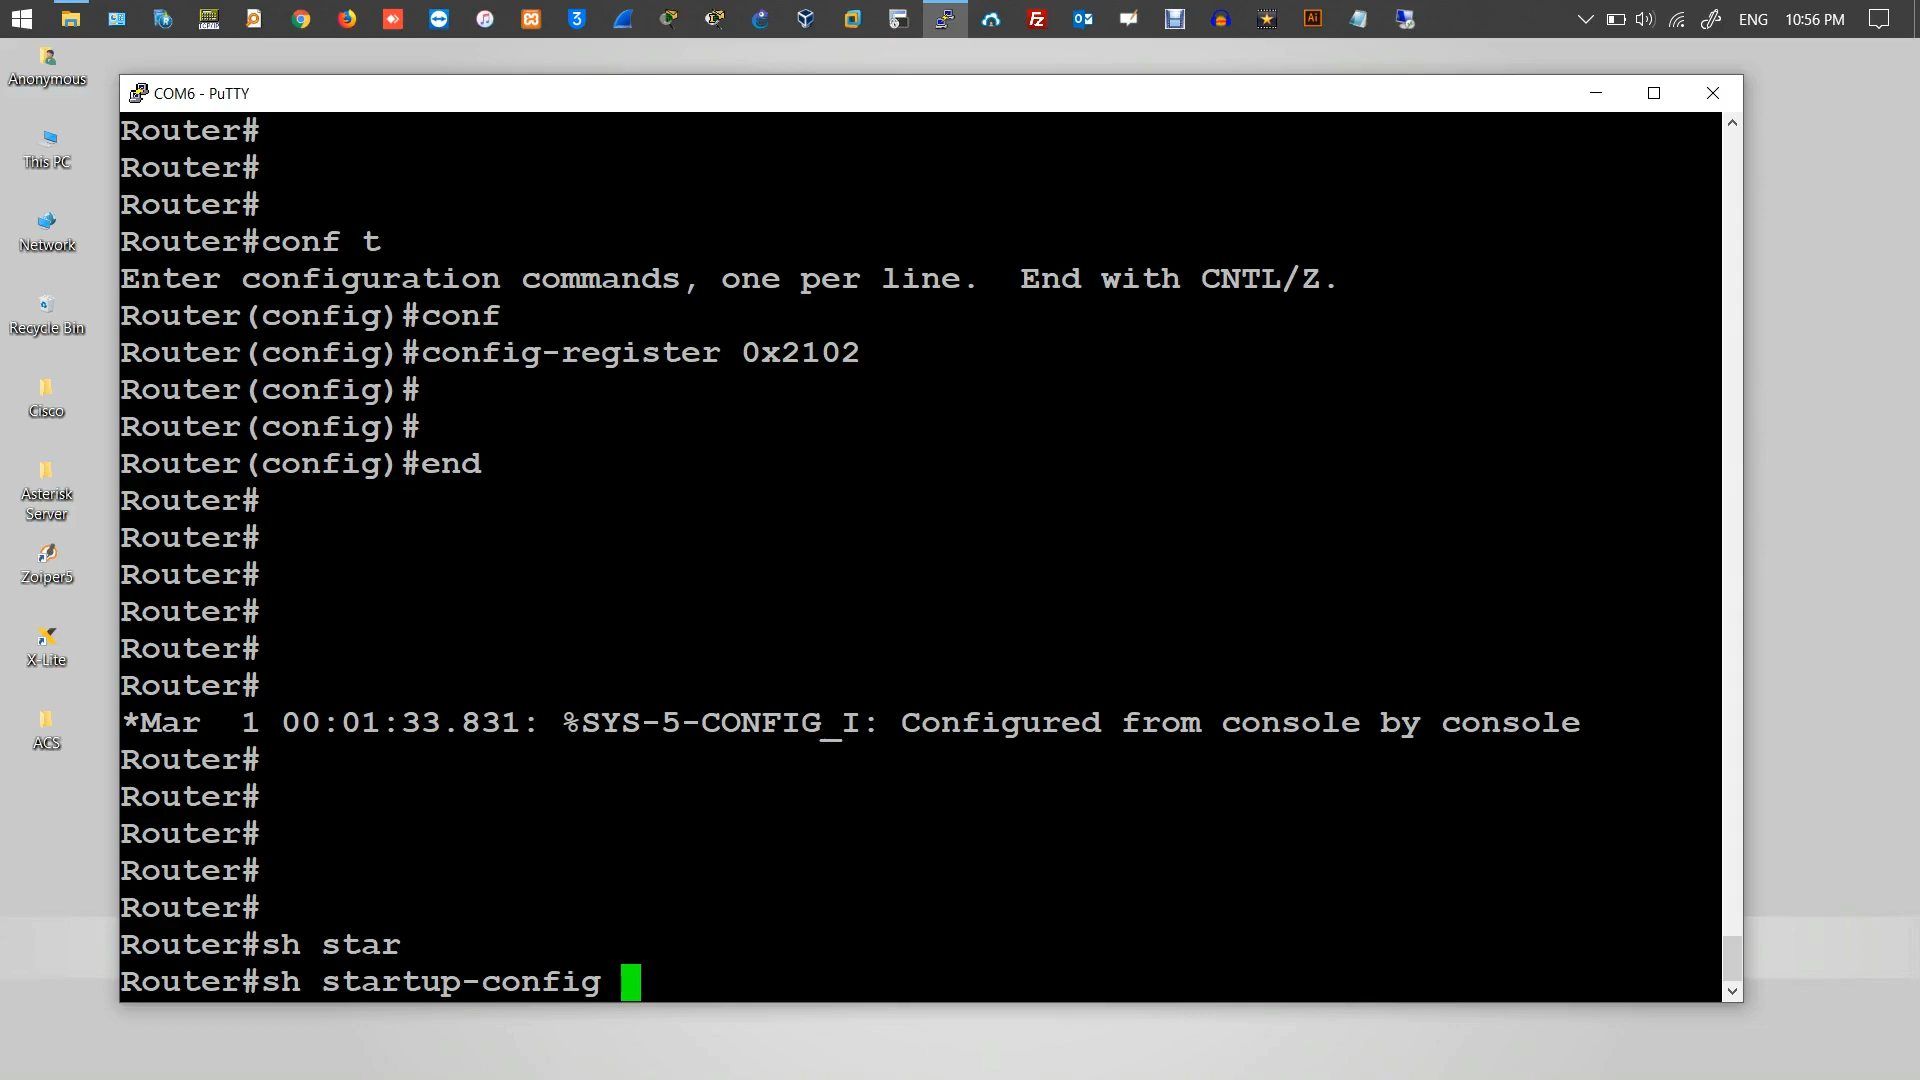 ENG 10:56 PM
Anonymous
This PC
Network
Recycle Bin
Cisco
Asterisk
Server
Zoiper5
X-Lite
ACS
COM6 - PuTTY
Router#
Router#
Router#
Router#conf t
Enter configuration commands, one per line.  End with CNTL/Z.
Router(config)#conf
Router(config)#config-register 0x2102
Router(config)#
Router(config)#
Router(config)#end
Router#
Router#
Router#
Router#
Router#
Router#
*Mar  1 00:01:33.831: %SYS-5-CONFIG_I: Configured from console by console
Router#
Router#
Router#
Router#
Router#
Router#sh star
Router#sh startup-config